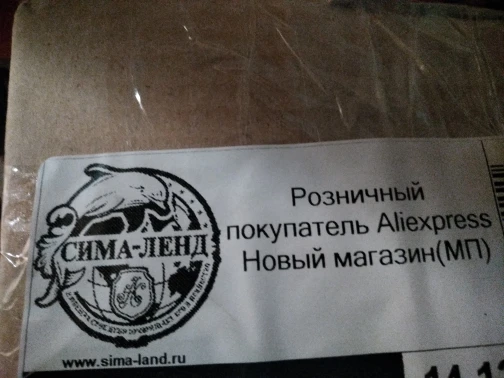 СИМА-ЛЕНД
www.sima-land.ru
Розничный
покупатель Aliexpress
Новый магазин(МП)